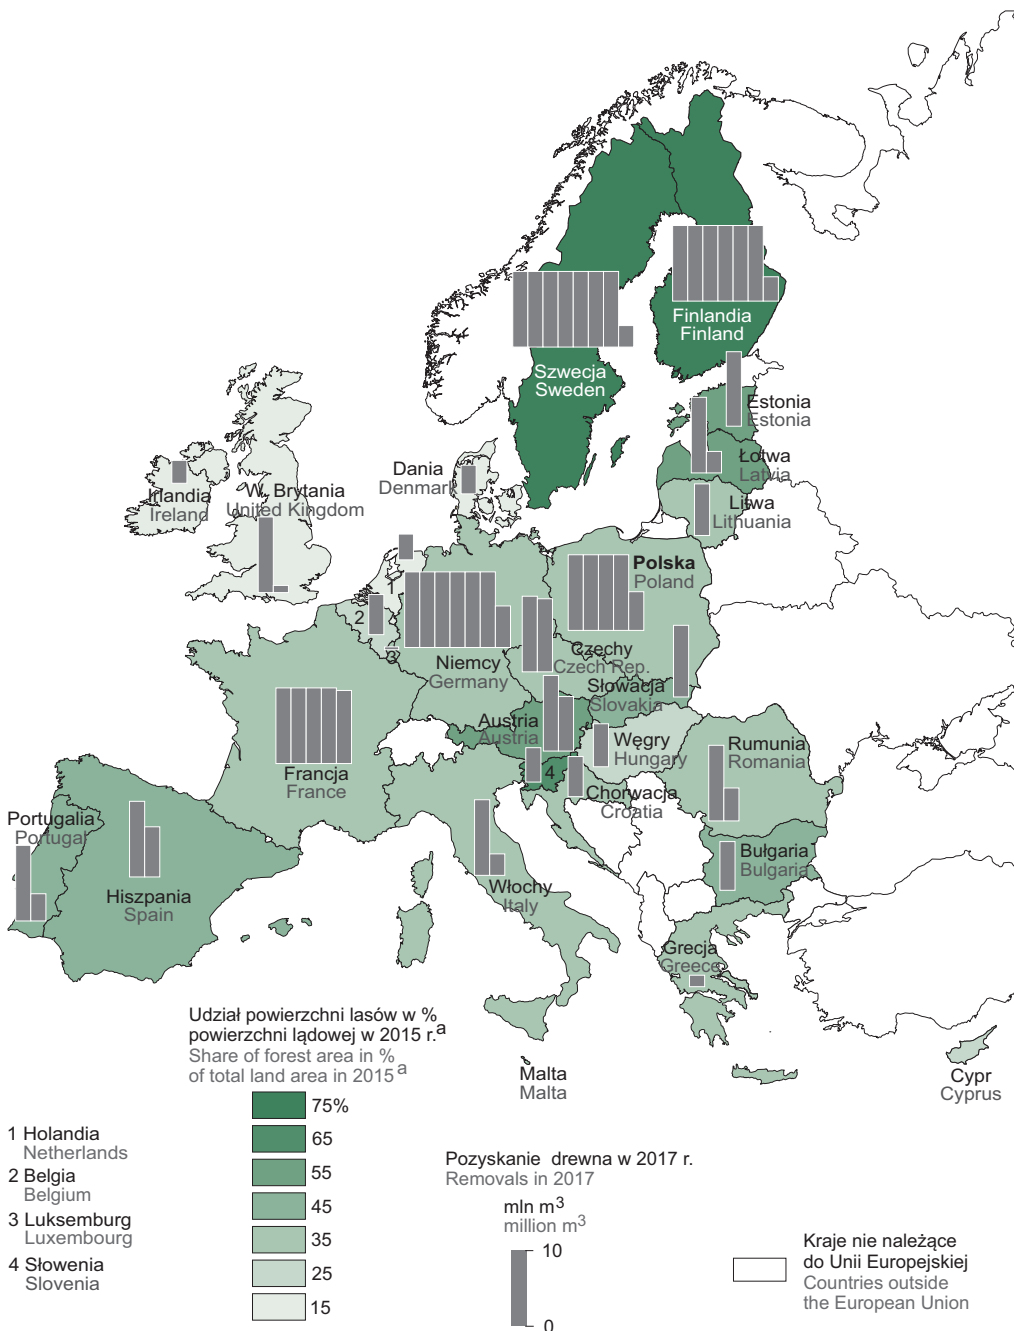 Finlandia
Finland
Szwecja
Sweden
Estonia
Estonia
Łotwa
Latvia
Litwa
Lithuania
Dania
Denmark
Irlandia
Ireland
W. Brytania
United Kingdom
Polska
Poland
1
2
3
Niemcy
Germany
Czechy
Czech Rep.
Słowacja
Slovakia
Austria
Austria
Węgry
Hungary
Rumunia
Romania
4
Chorwacja
Croatia
Francja
France
Portugalia
Portugal
Hiszpania
Spain
Włochy
Italy
Bułgaria
Bulgaria
Grecja
Greece
Malta
Malta
Cypr
Cyprus
Udział powierzchni lasów w %
powierzchni lądowej w 2015 r.a
Share of forest area in %
of total land area in 2015 a
75%
65
55
45
35
25
15
1 Holandia
Netherlands
2 Belgia
Belgium
3 Luksemburg
Luxembourg
4 Słowenia
Slovenia
Pozyskanie drewna w 2017 r.
Removals in 2017
mln m3
million m3
10
0
Kraje nie należące
do Unii Europejskiej
Countries outside
the European Union